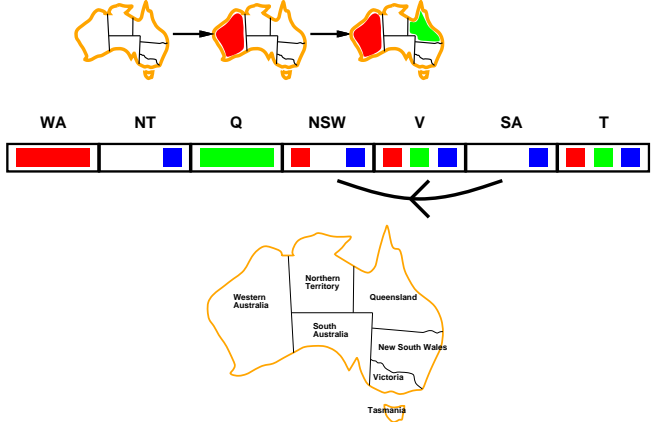 WA NT Q NSW V SA T
Northern
Territory
Western
Australia
Queensland
South
Australia
New South Wales
Victoria
Tasmania